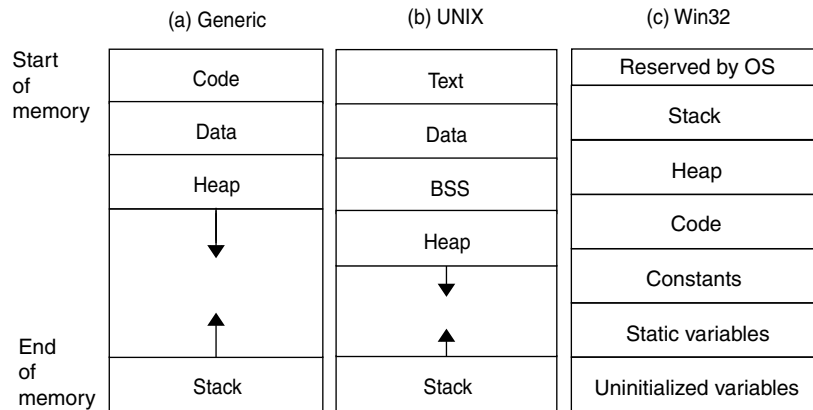 (a) Generic
(b) UNIX
(c) Win32
Start
of
memory
Code
Data
Heap
Stack
Text
Data
BSS
Heap
Stack
Reserved by OS
Stack
Heap
Code
Constants
Static variables
Uninitialized variables
End
of
memory